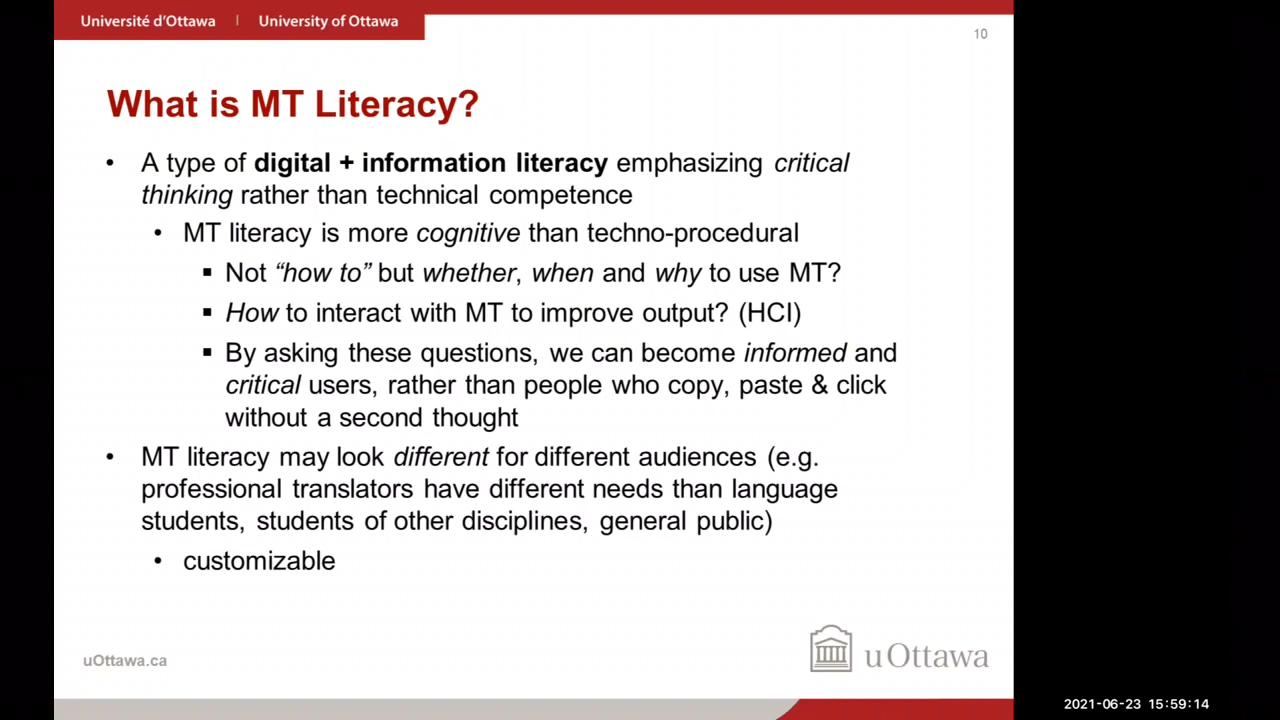 Université d'Ottawa | University of Ottawa
10
What is MT Literacy?
• A type of digital + information literacy emphasizing critical
thinking rather than technical competence
• MT literacy is more cognitive than techno-procedural
▪ Not “how to” but whether, when and why to use MT?
▪ How to interact with MT to improve output? (HCI)
▪ By asking these questions, we can become informed and
critical users, rather than people who copy, paste & click
without a second thought
• MT literacy may look different for different audiences (e.g.
professional translators have different needs than language
students, students of other disciplines, general public)
• customizable
uOttawa.ca
uOttawa
2021-06-23 15:59:14